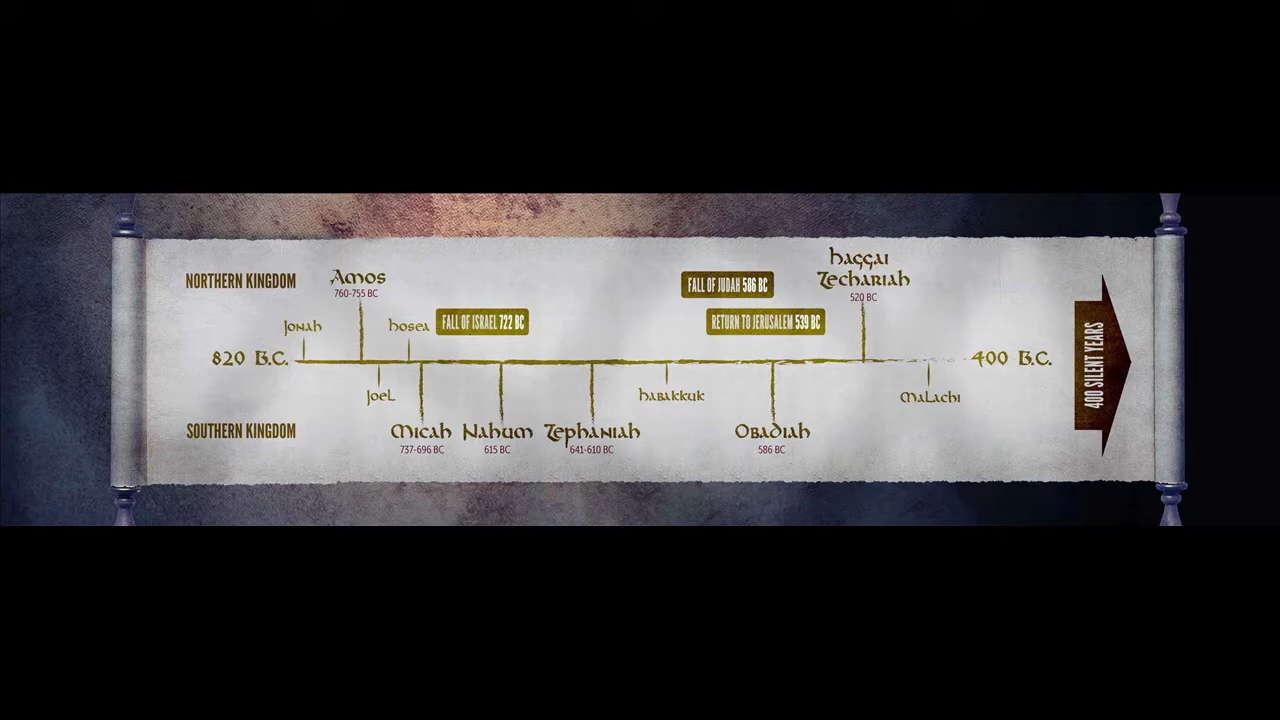 NORTHERN KINGDOM
Amos
760-755 BC
Jonah
Hosea
FALL OF ISRAEL 722 BC
FALL OF JUDAH 586 BC
RETURN TO JERUSALEM 539 BC
Haggai
Zechariah
520 BC
820 B.C.
400 B.C.
400 SILENT YEARS
Joel
Habakkuk
Malachi
SOUTHERN KINGDOM
Micah
737-696 BC
Nahum
615 BC
Zephaniah
641-610 BC
Obadiah
586 BC